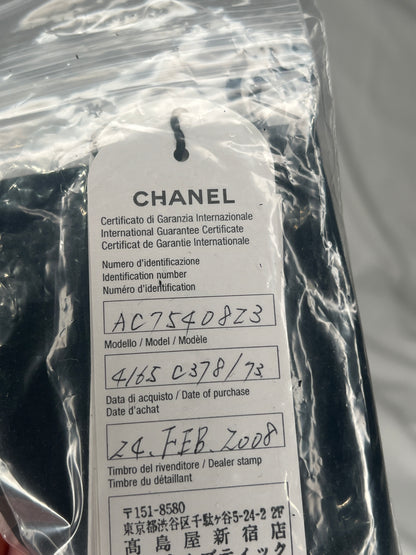 CHANEL
Certificato di Garanzia Internazionale
International Guarantee Certificate
Certificat de Garantie Internationale
Numero d'identificazione
Identification number
Numéro d'identification
AC7540823
Modello / Model / Modèle
4165 C378/73
Data di acquisto / Date of purchase
Date d'achat
24. FEB. 2008
Timbro del rivenditore / Dealer stamp
Timbre du détaillant
〒151-8580
東京都渋谷区千駄ヶ谷5-24-2 2F
髙島屋新宿店